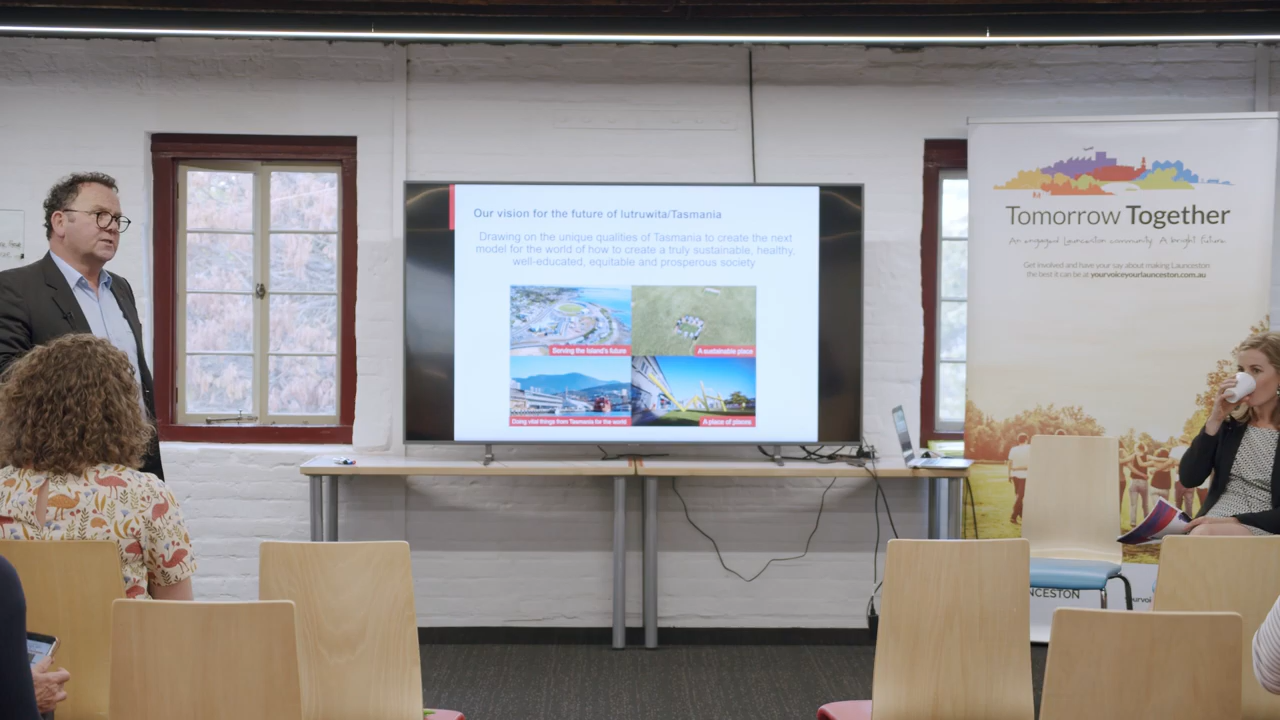 Our vision for the future of lutruwita/Tasmania
Drawing on the unique qualities of Tasmania to create the next
model for the world of how to create a truly sustainable, healthy,
well-educated, equitable and prosperous society
Serving the Island's future
A sustainable place
Doing vital things from Tasmania for the world
A place of places
Tomorrow Together
An engaged Launceston community. A bright future.
Get involved and have your say about making Launceston
the best it can be at yourvoiceyourlaunceston.com.au
NCESTON